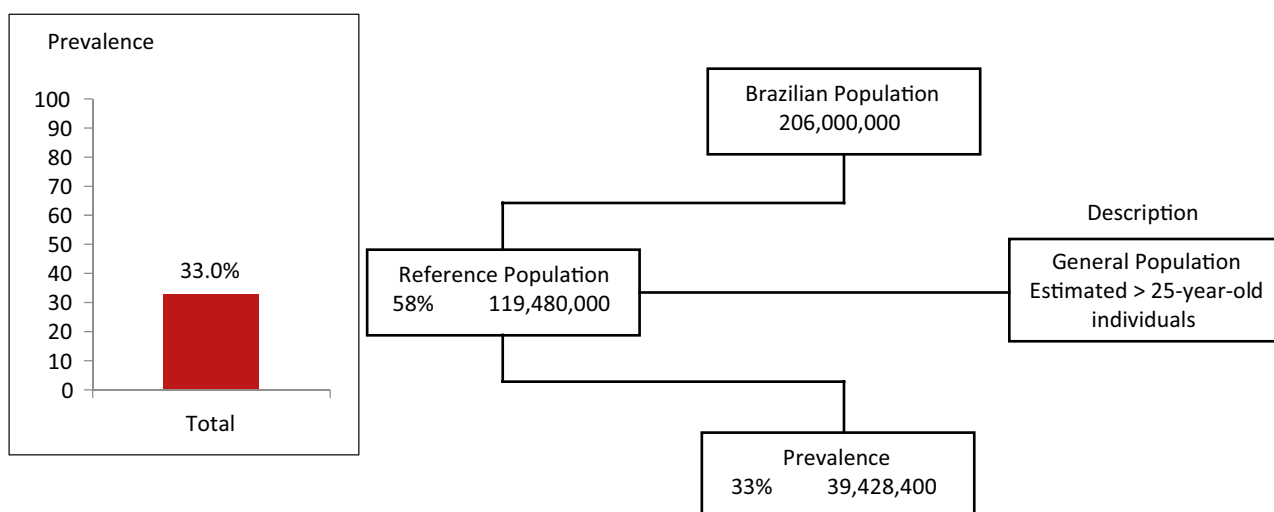 Prevalence
100
90
80
70
60
50
40
30
20
10
0
33.0%
Total
Brazilian Population
206,000,000
Reference Population
58% 119,480,000
Description
General Population
Estimated > 25-year-old
individuals
Prevalence
33% 39,428,400